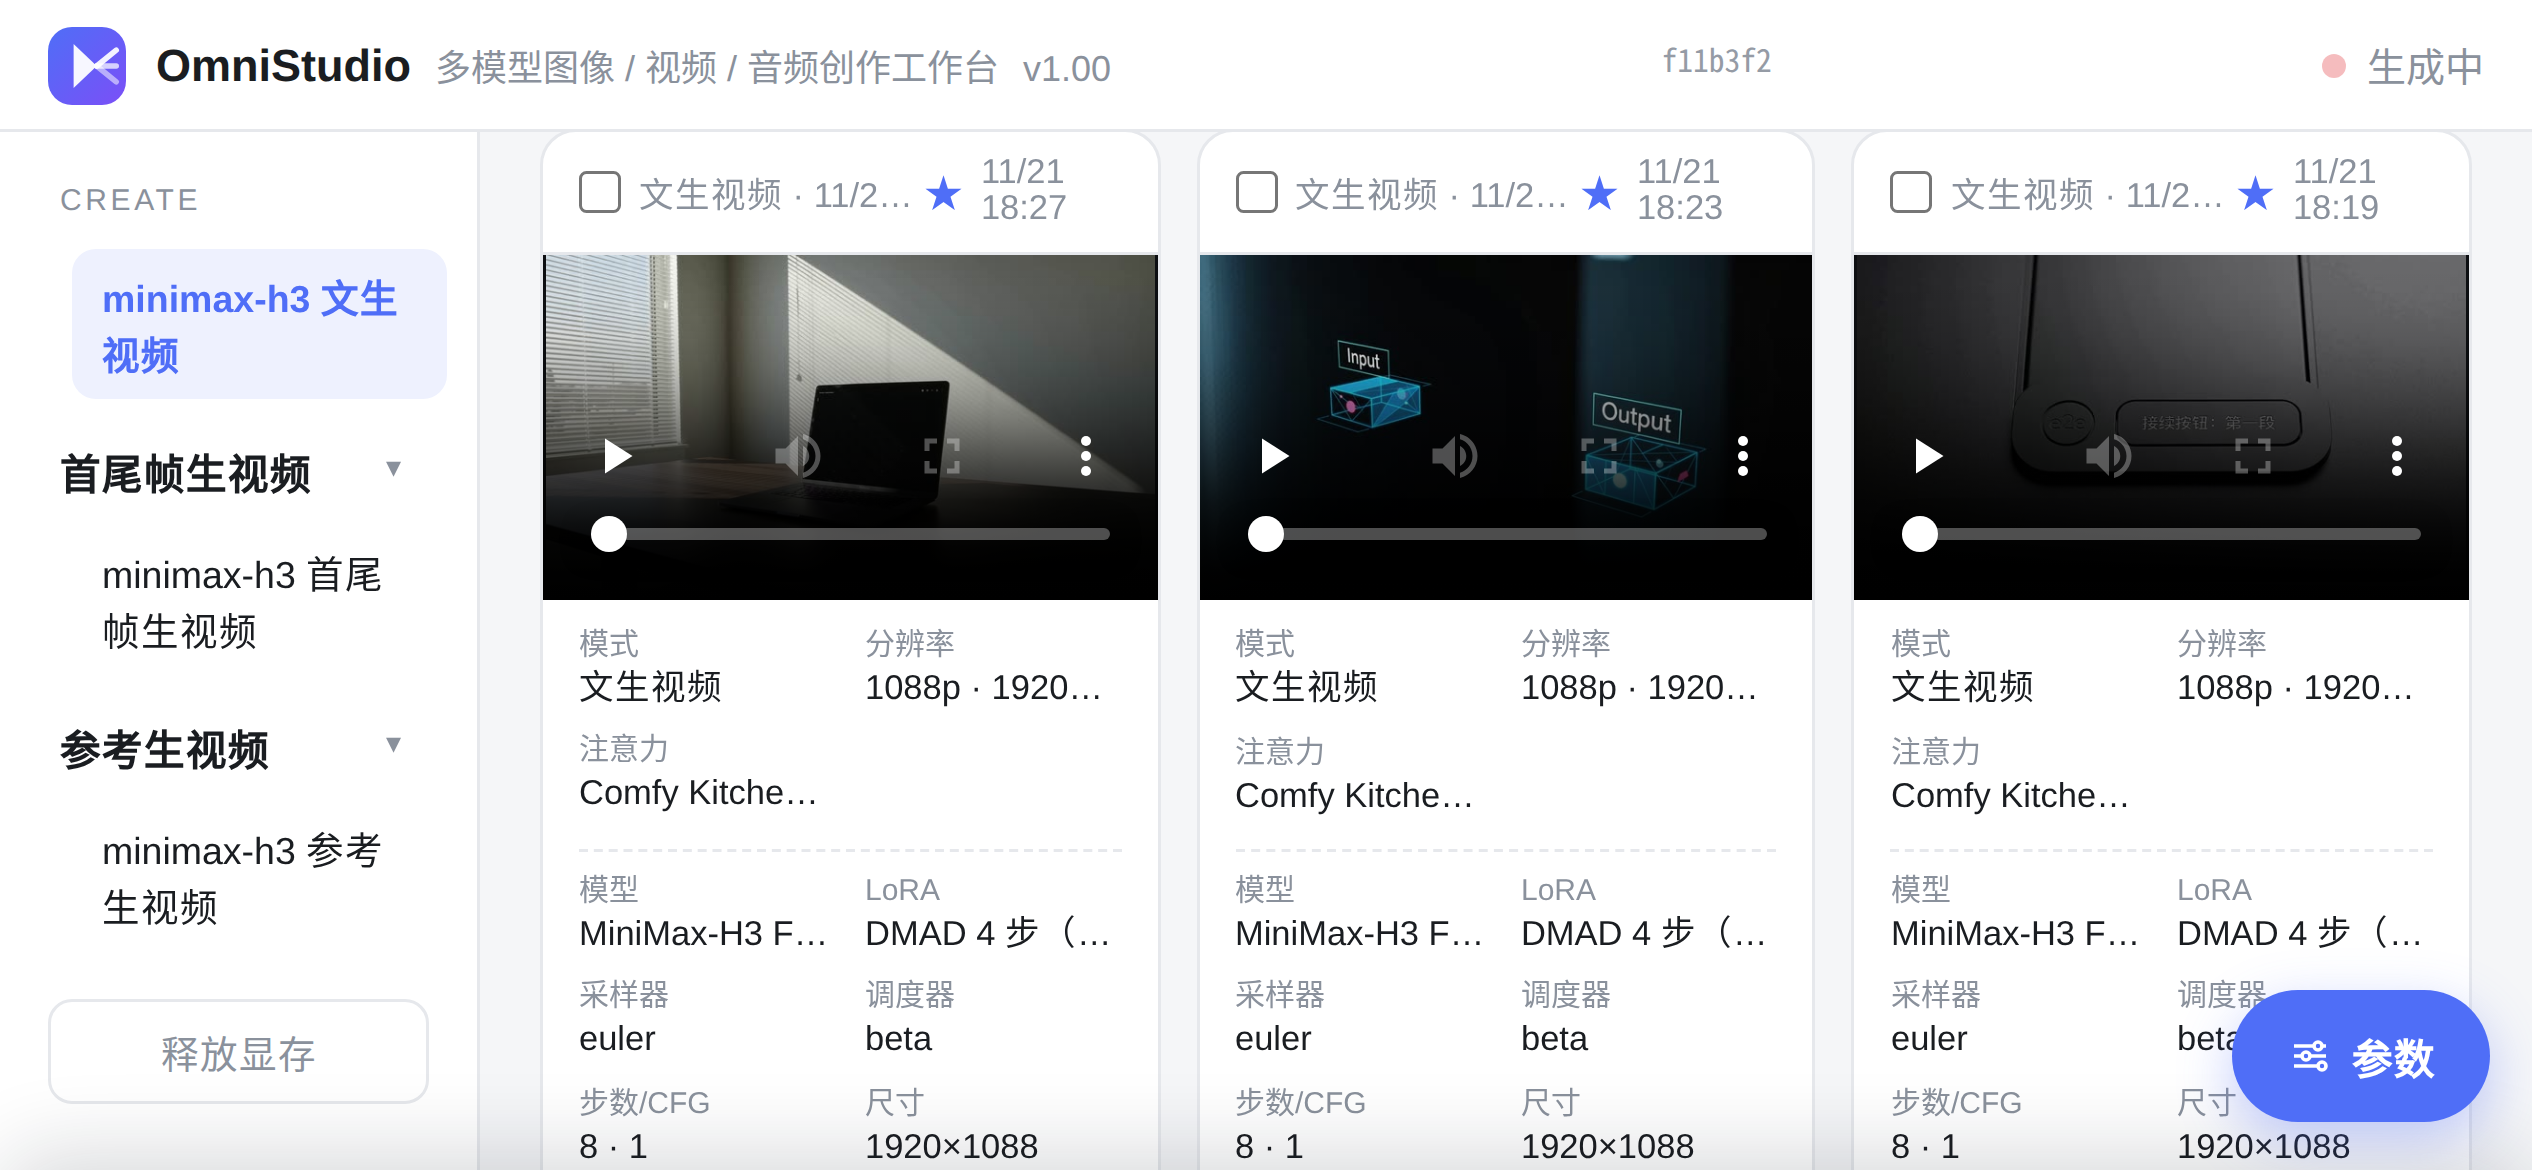 OmniStudio 多模型图像 / 视频 / 音频创作工作台 v1.00
f11b3f2
生成中
CREATE
minimax-h3 文生
视频
首尾帧生视频 ▼
minimax-h3 首尾
帧生视频
参考生视频 ▼
minimax-h3 参考
生视频
释放显存
文生视频 · 11/2… ★ 11/21
18:27
模式 分辨率
文生视频 1088p · 1920…
注意力
Comfy Kitche…
模型 LoRA
MiniMax-H3 F… DMAD 4 步（…
采样器 调度器
euler beta
步数/CFG 尺寸
8 · 1 1920×1088
文生视频 · 11/2… ★ 11/21
18:23
Input
Output
模式 分辨率
文生视频 1088p · 1920…
注意力
Comfy Kitche…
模型 LoRA
MiniMax-H3 F… DMAD 4 步（…
采样器 调度器
euler beta
步数/CFG 尺寸
8 · 1 1920×1088
文生视频 · 11/2… ★ 11/21
18:19
接续按钮：第一段
模式 分辨率
文生视频 1088p · 1920…
注意力
Comfy Kitche…
模型 LoRA
MiniMax-H3 F… DMAD 4 步（…
采样器 调度器
euler beta
步数/CFG 尺寸
8 · 1 1920×1088
参数